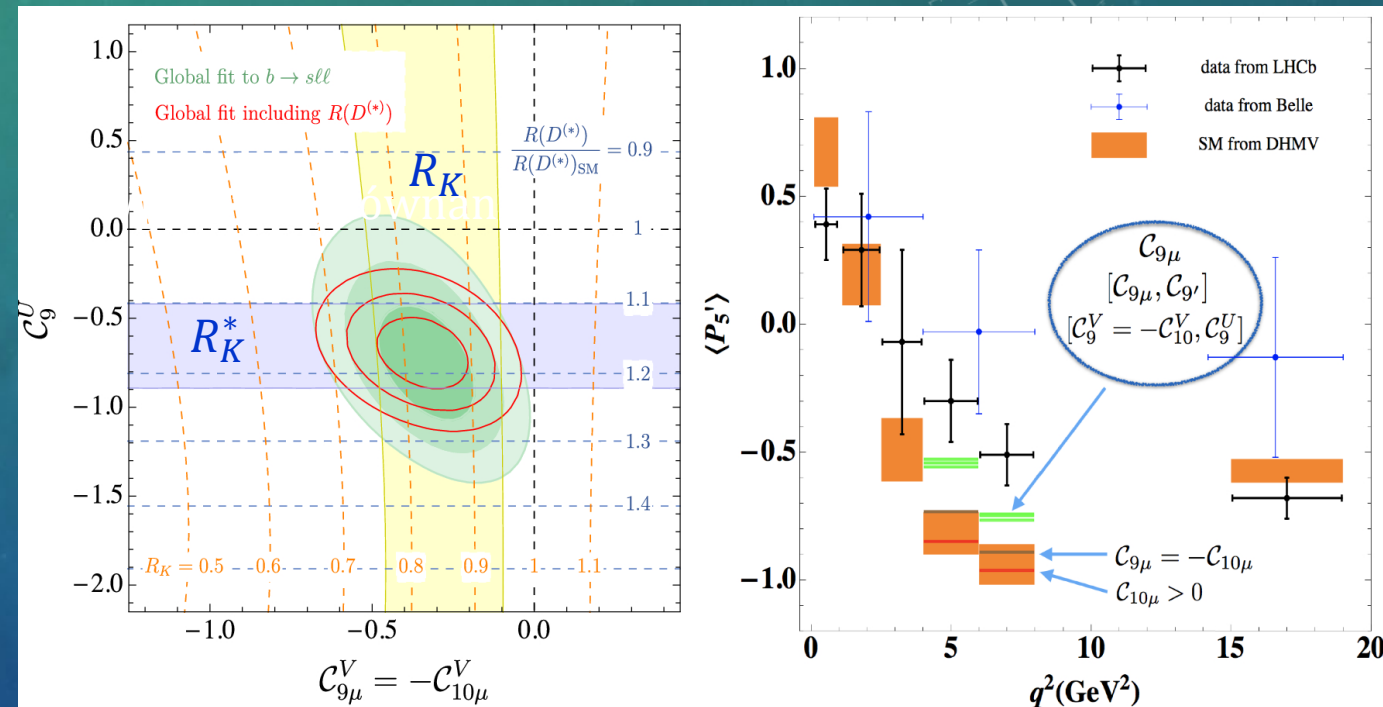 Global fit to b → sℓℓ
Global fit including R(D^(*))
R(D^(*))/R(D^(*))_SM = 0.9
R_K
ównan
1
1.1
R_K^*
1.2
1.3
1.4
R_K = 0.5 0.6 0.7 0.8 0.9 1 1.1
1.0
0.5
0.0
−0.5
−1.0
−1.5
−2.0
C_9^U
−1.0 −0.5 0.0
C_9μ^V = −C_10μ^V
data from LHCb
data from Belle
SM from DHMV
C_9μ
[C_9μ, C_9′]
[C_9^V = −C_10^V, C_9^U]
C_9μ = −C_10μ
C_10μ > 0
1.0
0.5
0.0
−0.5
−1.0
⟨P_5'⟩
0 5 10 15 20
q^2(GeV^2)